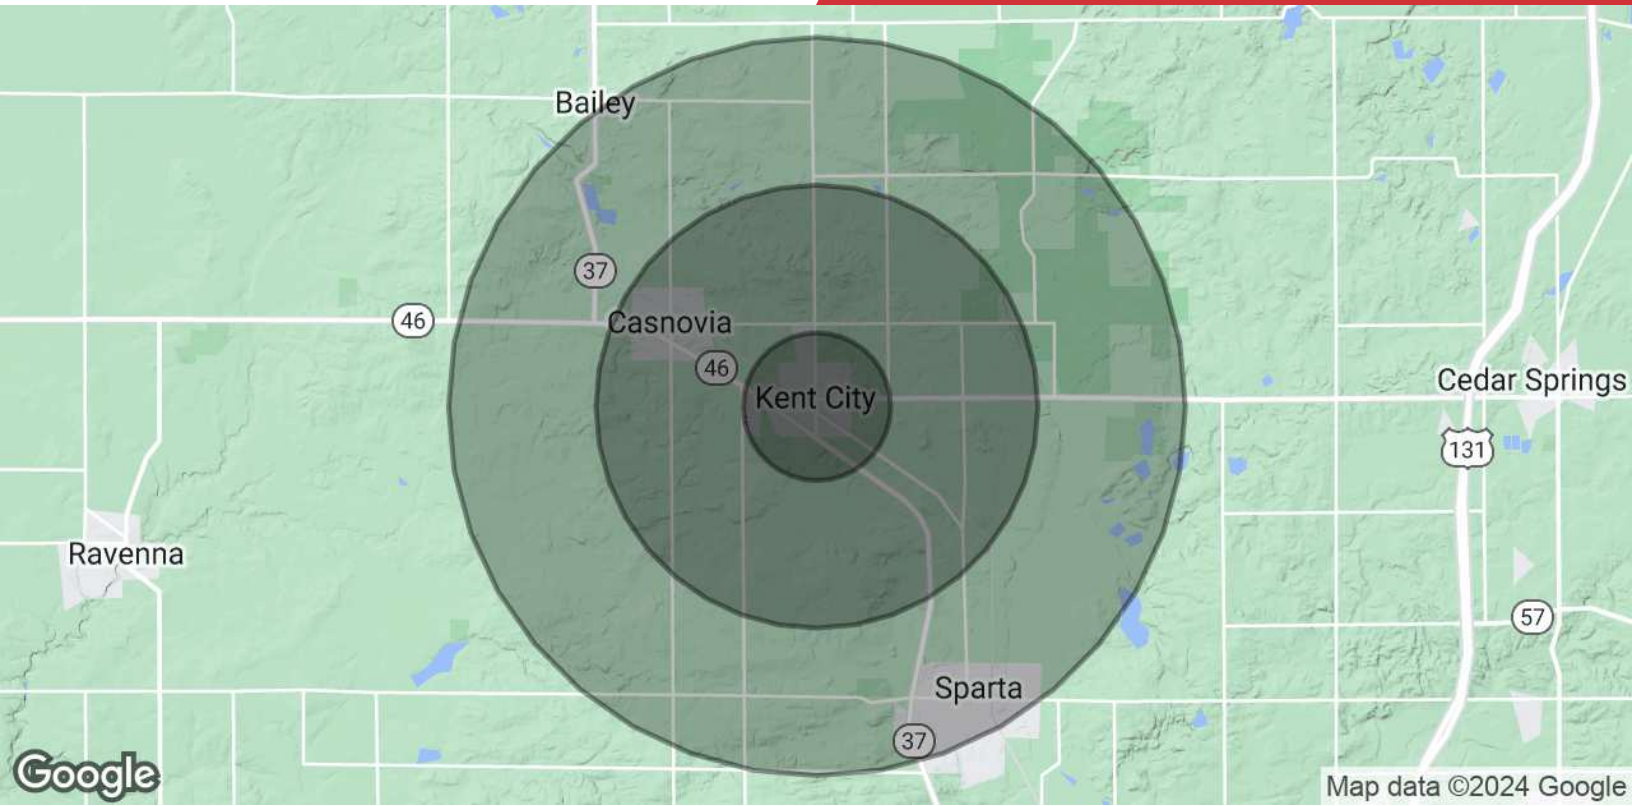 Bailey
37
46
Casnovia
46
Kent City
Cedar Springs
131
Ravenna
57
Sparta
37
Google
Map data ©2024 Google